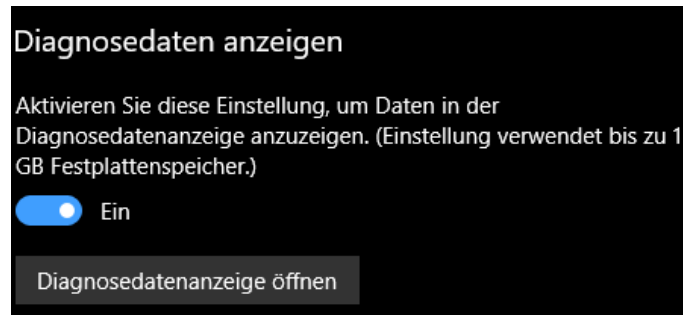 Diagnosedaten anzeigen
Aktivieren Sie diese Einstellung, um Daten in der
Diagnosedatenanzeige anzuzeigen. (Einstellung verwendet bis zu 1
GB Festplattenspeicher.)
Ein
Diagnosedatenanzeige öffnen